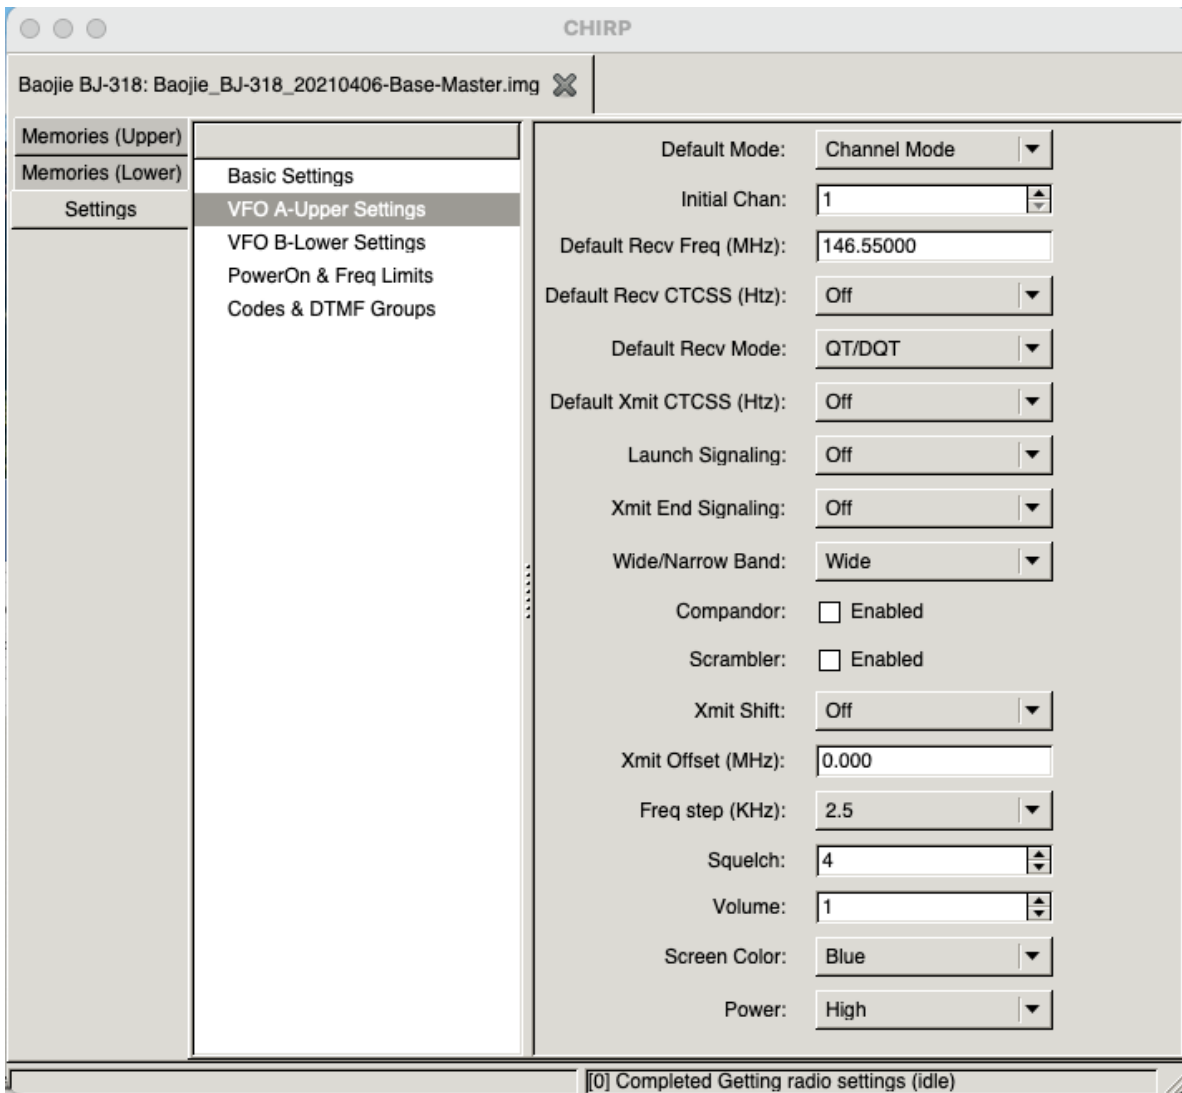 CHIRP
Baojie BJ-318: Baojie_BJ-318_20210406-Base-Master.img
Memories (Upper)
Memories (Lower)
Settings
Basic Settings
VFO A-Upper Settings
VFO B-Lower Settings
PowerOn & Freq Limits
Codes & DTMF Groups
Default Mode: Channel Mode
Initial Chan: 1
Default Recv Freq (MHz): 146.55000
Default Recv CTCSS (Htz): Off
Default Recv Mode: QT/DQT
Default Xmit CTCSS (Htz): Off
Launch Signaling: Off
Xmit End Signaling: Off
Wide/Narrow Band: Wide
Compandor: Enabled
Scrambler: Enabled
Xmit Shift: Off
Xmit Offset (MHz): 0.000
Freq step (KHz): 2.5
Squelch: 4
Volume: 1
Screen Color: Blue
Power: High
[0] Completed Getting radio settings (idle)